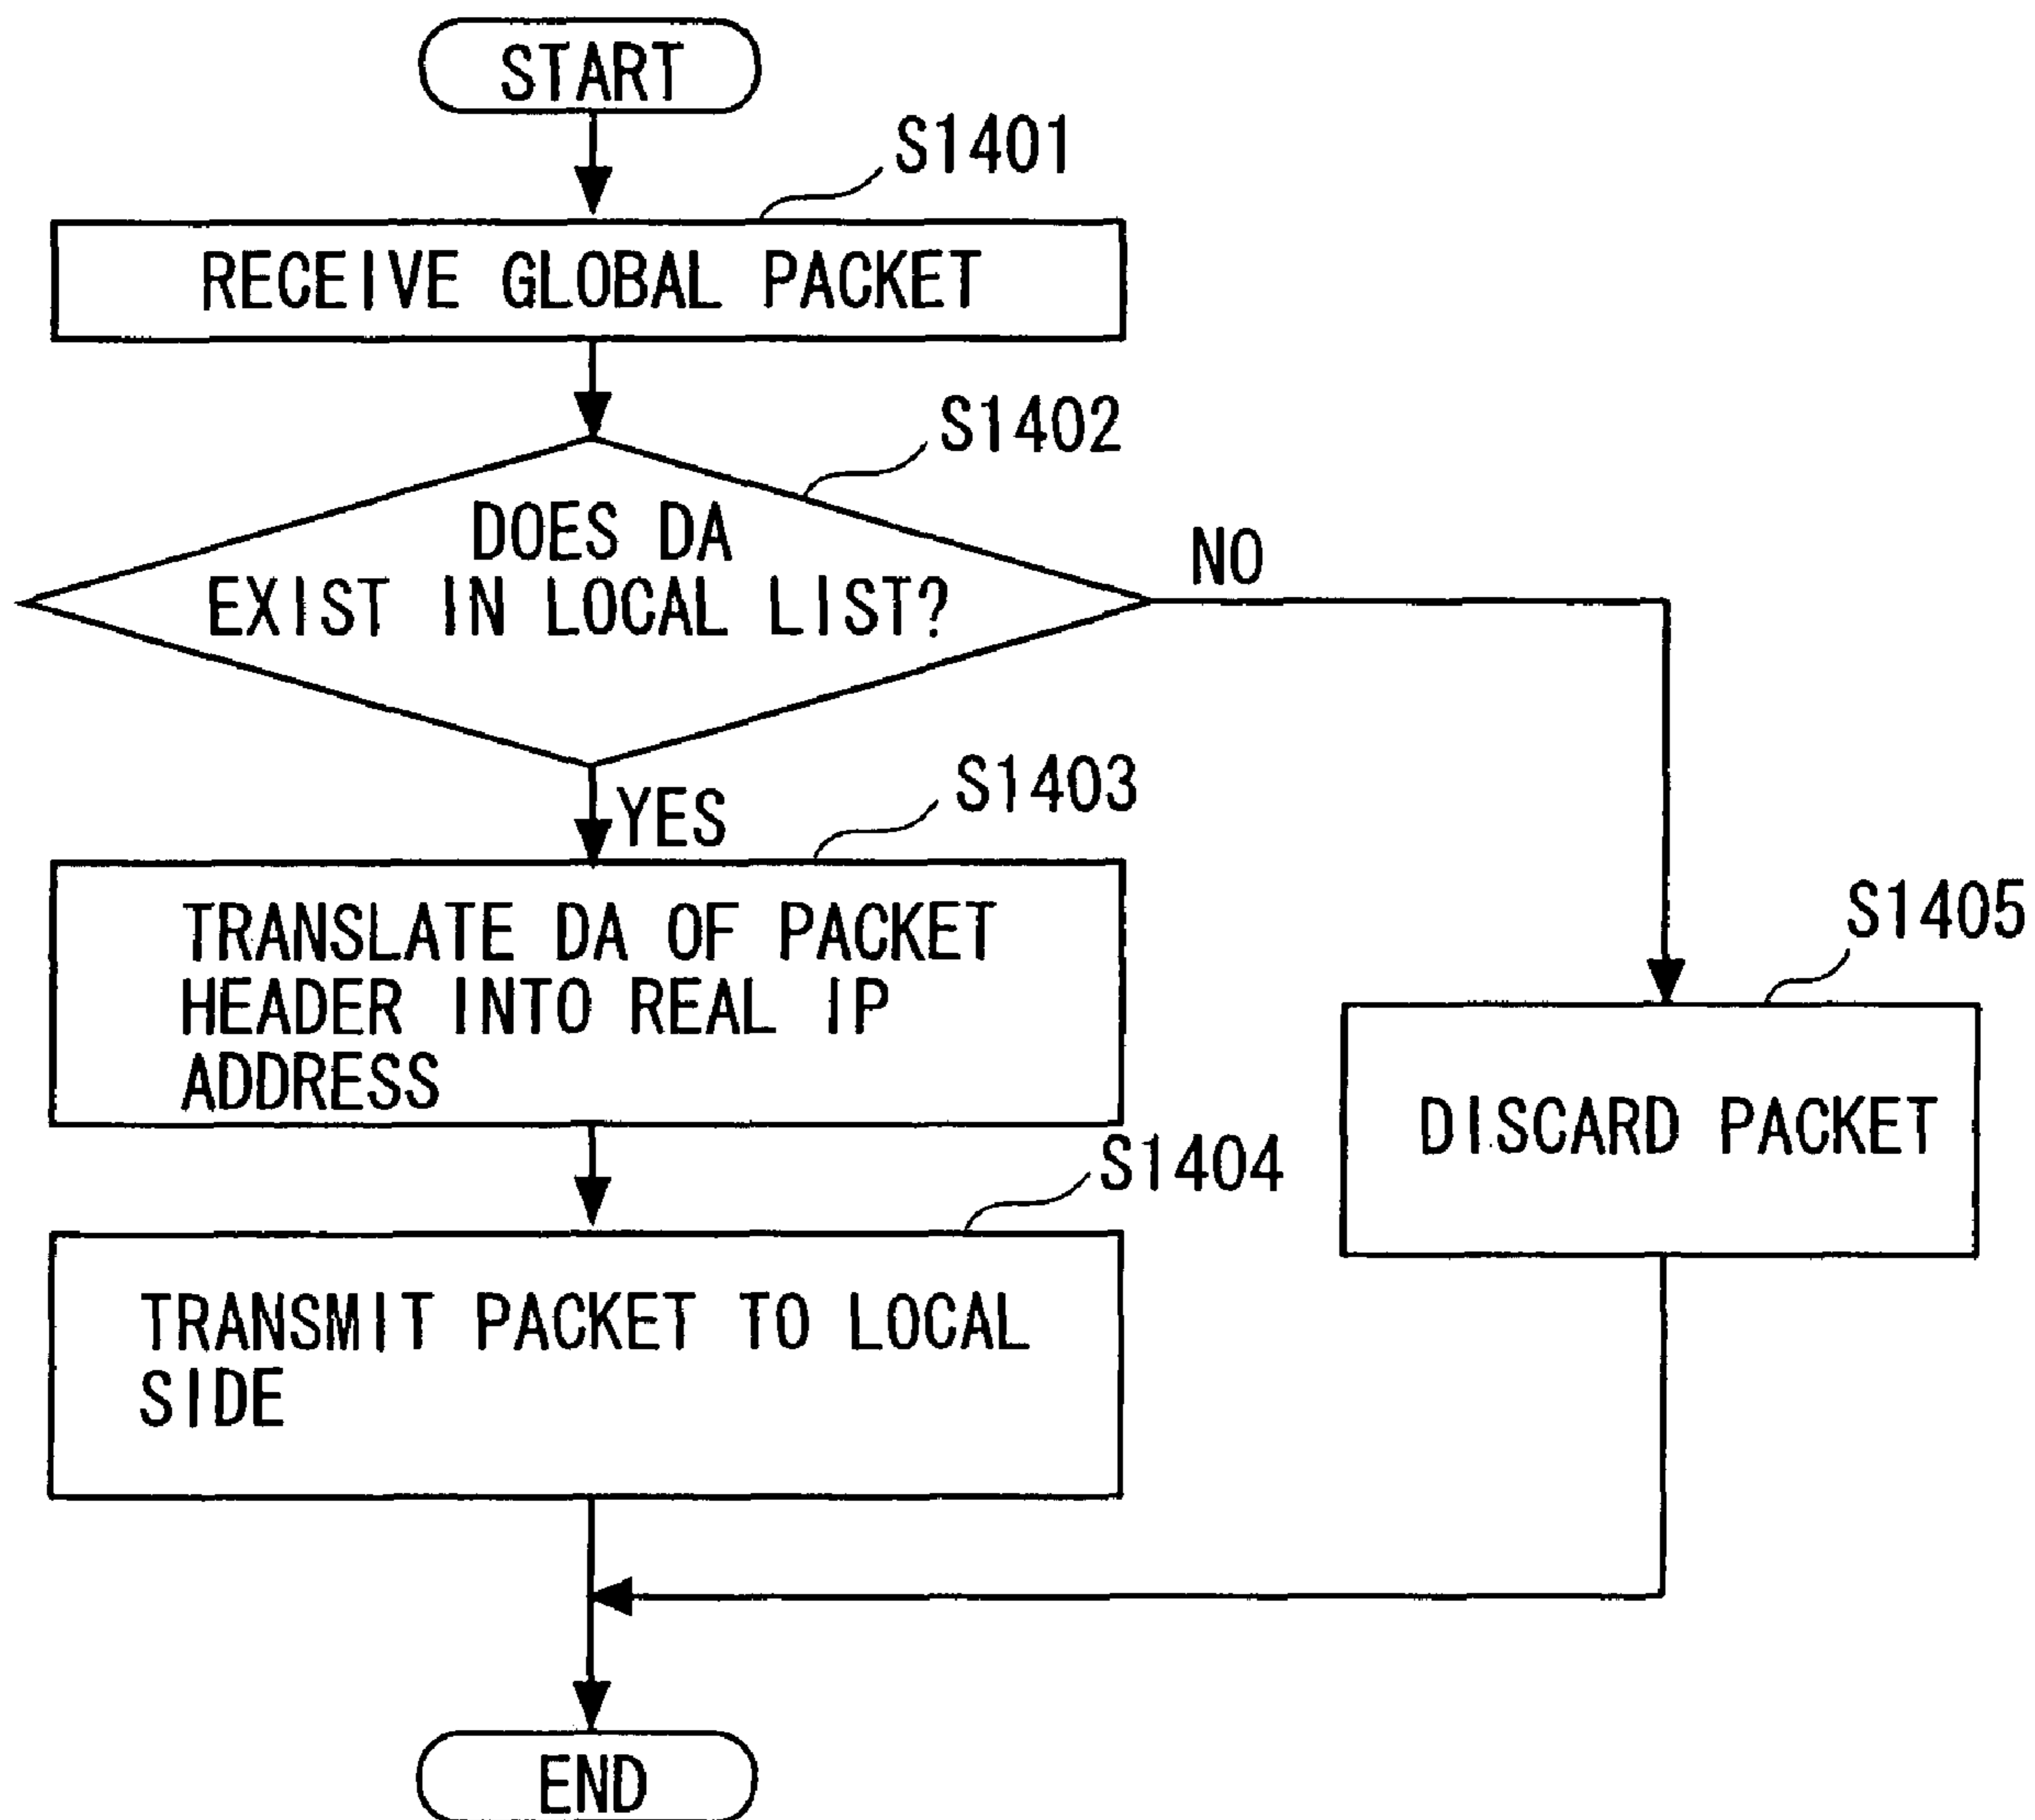 START
S1401
RECEIVE GLOBAL PACKET
S1402
DOES DA
EXIST IN LOCAL LIST?
NO
YES
S1403
TRANSLATE DA OF PACKET
HEADER INTO REAL IP
ADDRESS
S1405
DISCARD PACKET
S1404
TRANSMIT PACKET TO LOCAL
SIDE
END